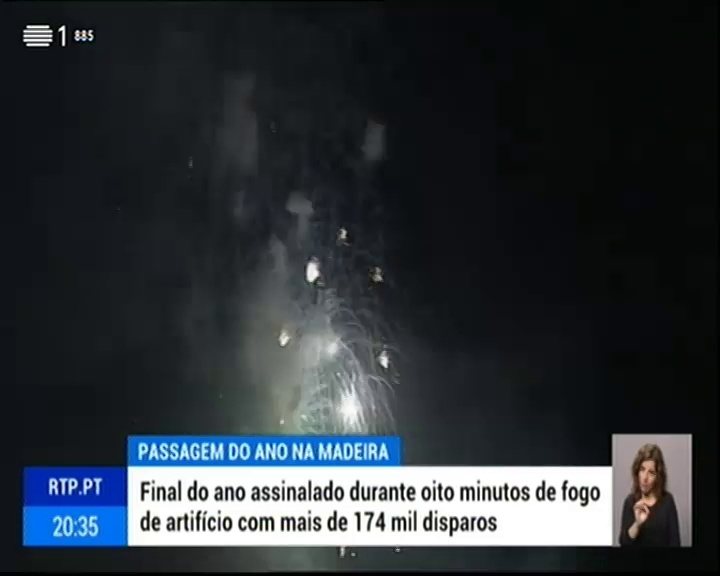 1 885
PASSAGEM DO ANO NA MADEIRA
RTP.PT
20:35
Final do ano assinalado durante oito minutos de fogo
de artifício com mais de 174 mil disparos